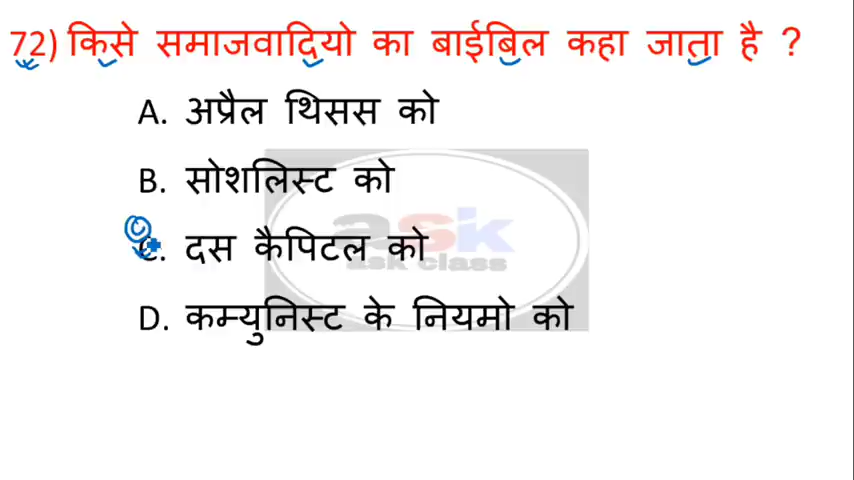 72) किसे समाजवादियो का बाईबिल कहा जाता है ?
A. अप्रैल थिसस को
B. सोशलिस्ट को
C. दस कैपिटल को
D. कम्युनिस्ट के नियमो को
ask
ask class